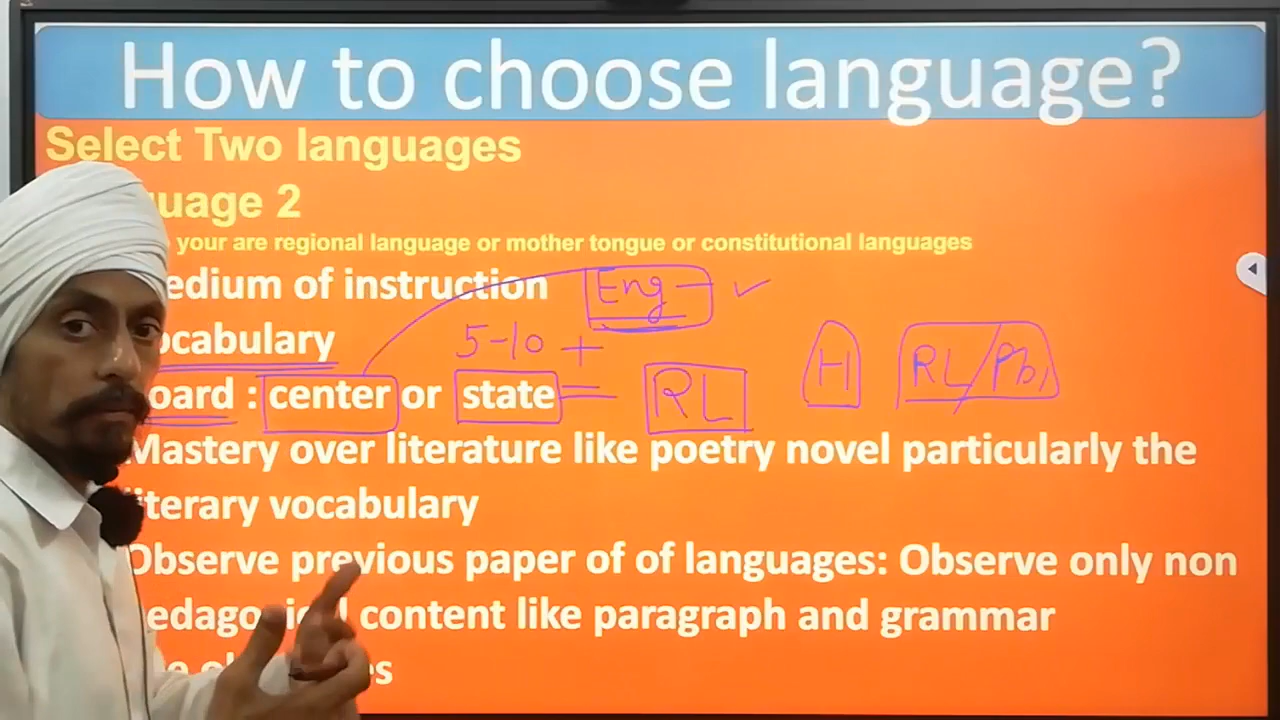 How to choose language?
Select Two languages
uage 2
your are regional language or mother tongue or constitutional languages
edium of instruction Eng
ocabulary 5-10 +
oard : center or state = RL H RL/Pb,
Mastery over literature like poetry novel particularly the
iterary vocabulary
Observe previous paper of of languages: Observe only non
edagogical content like paragraph and grammar